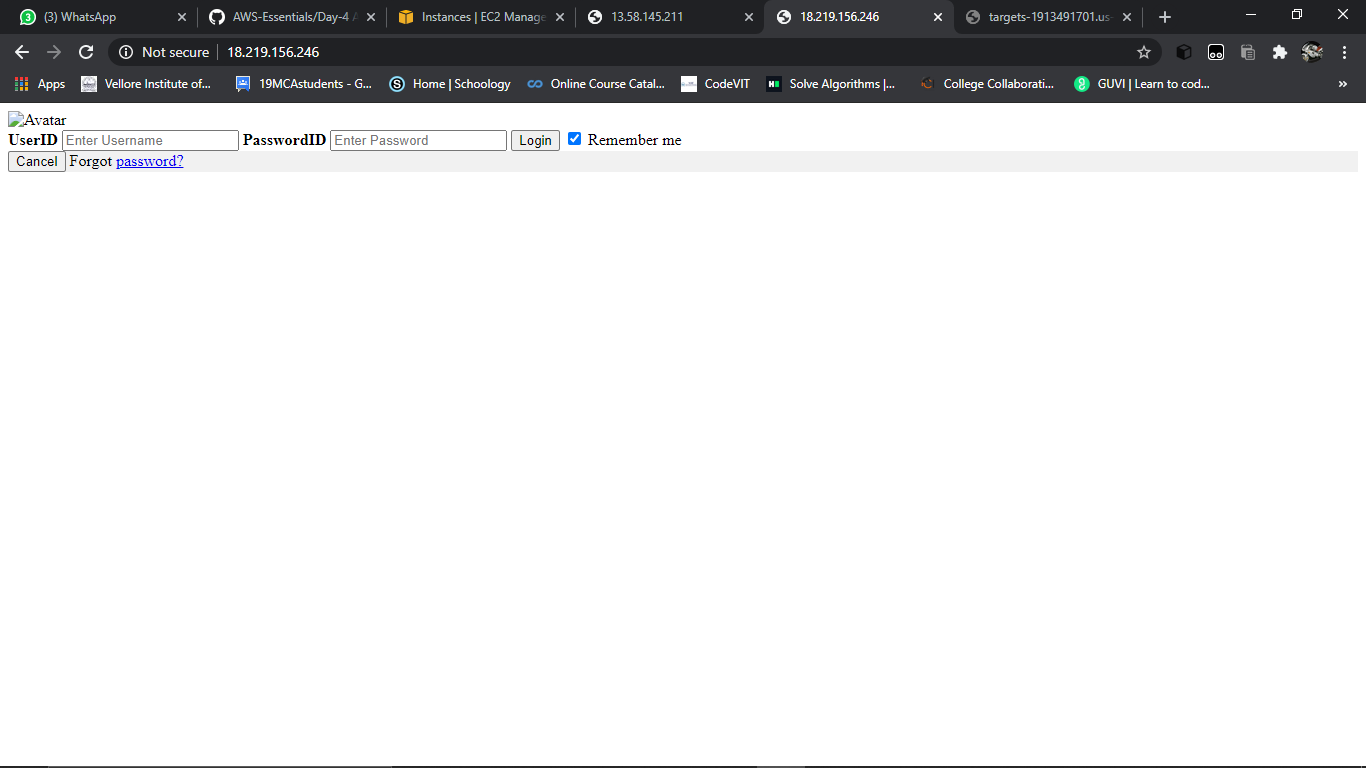 3 (3) WhatsApp AWS-Essentials/Day-4 Instances | EC2 Manage 13.58.145.211 18.219.156.246 targets-1913491701.us-
Not secure 18.219.156.246
Apps Vellore Institute of... 19MCAstudents - G... S Home | Schoology Online Course Catal... CodeVIT H Solve Algorithms |... College Collaborati... GUVI | Learn to cod... »
Avatar
UserID Enter Username PasswordID Enter Password Login Remember me
Cancel Forgot password?